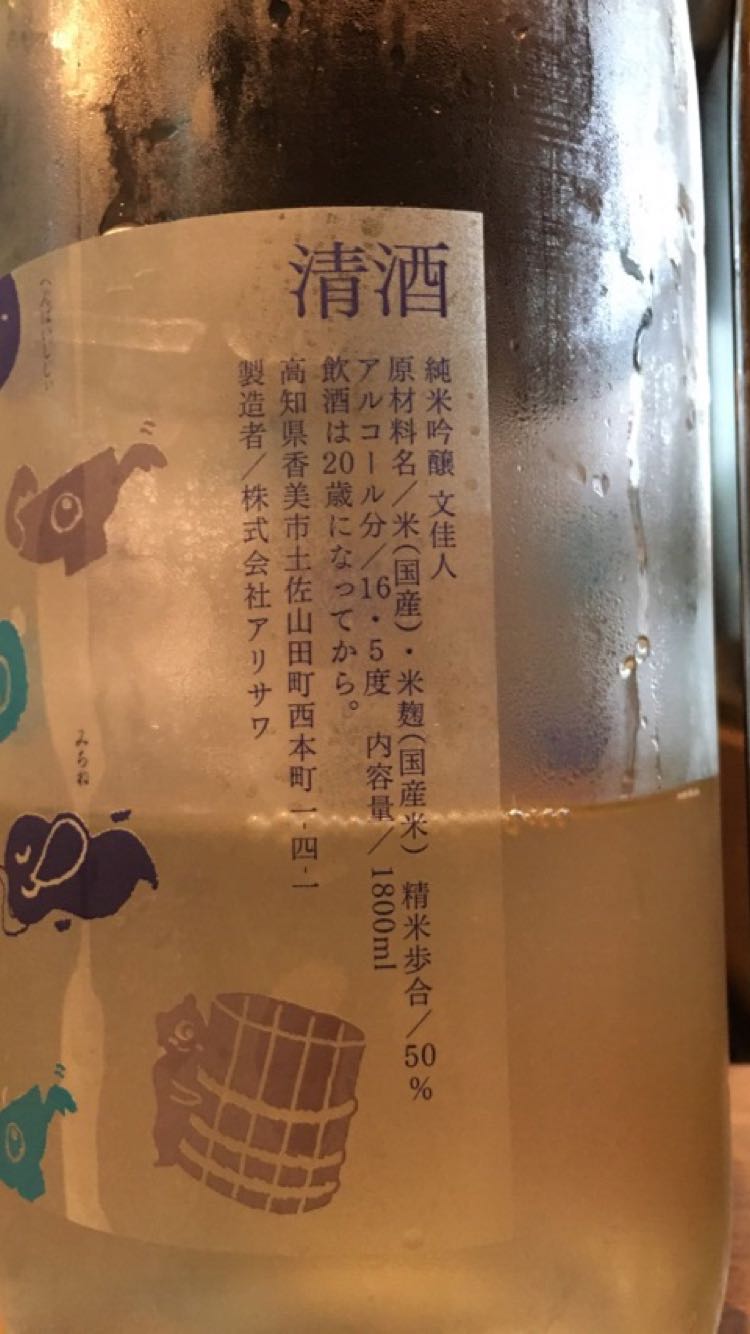 清酒
純米吟醸 文佳人
原材料名／米（国産）・米麹（国産米） 精米歩合／50%
アルコール分／16・5度 内容量／1800ml
飲酒は20歳になってから。
高知県香美市土佐山田町西本町一-四-一
製造者／株式会社アリサワ
みちね